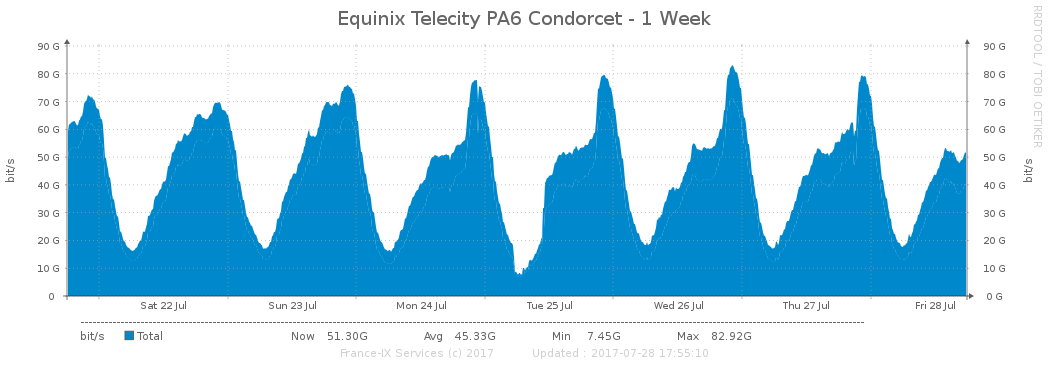 Equinix Telecity PA6 Condorcet - 1 Week
RRDTOOL / TOBI OETIKER
bit/s
90 G
80 G
70 G
60 G
50 G
40 G
30 G
20 G
10 G
0
90 G
80 G
70 G
60 G
50 G
40 G
30 G
20 G
10 G
0 G
bit/s
Sat 22 Jul Sun 23 Jul Mon 24 Jul Tue 25 Jul Wed 26 Jul Thu 27 Jul Fri 28 Jul
bit/s Total Now 51.30G Avg 45.33G Min 7.45G Max 82.92G
France-IX Services (c) 2017 Updated : 2017-07-28 17:55:10